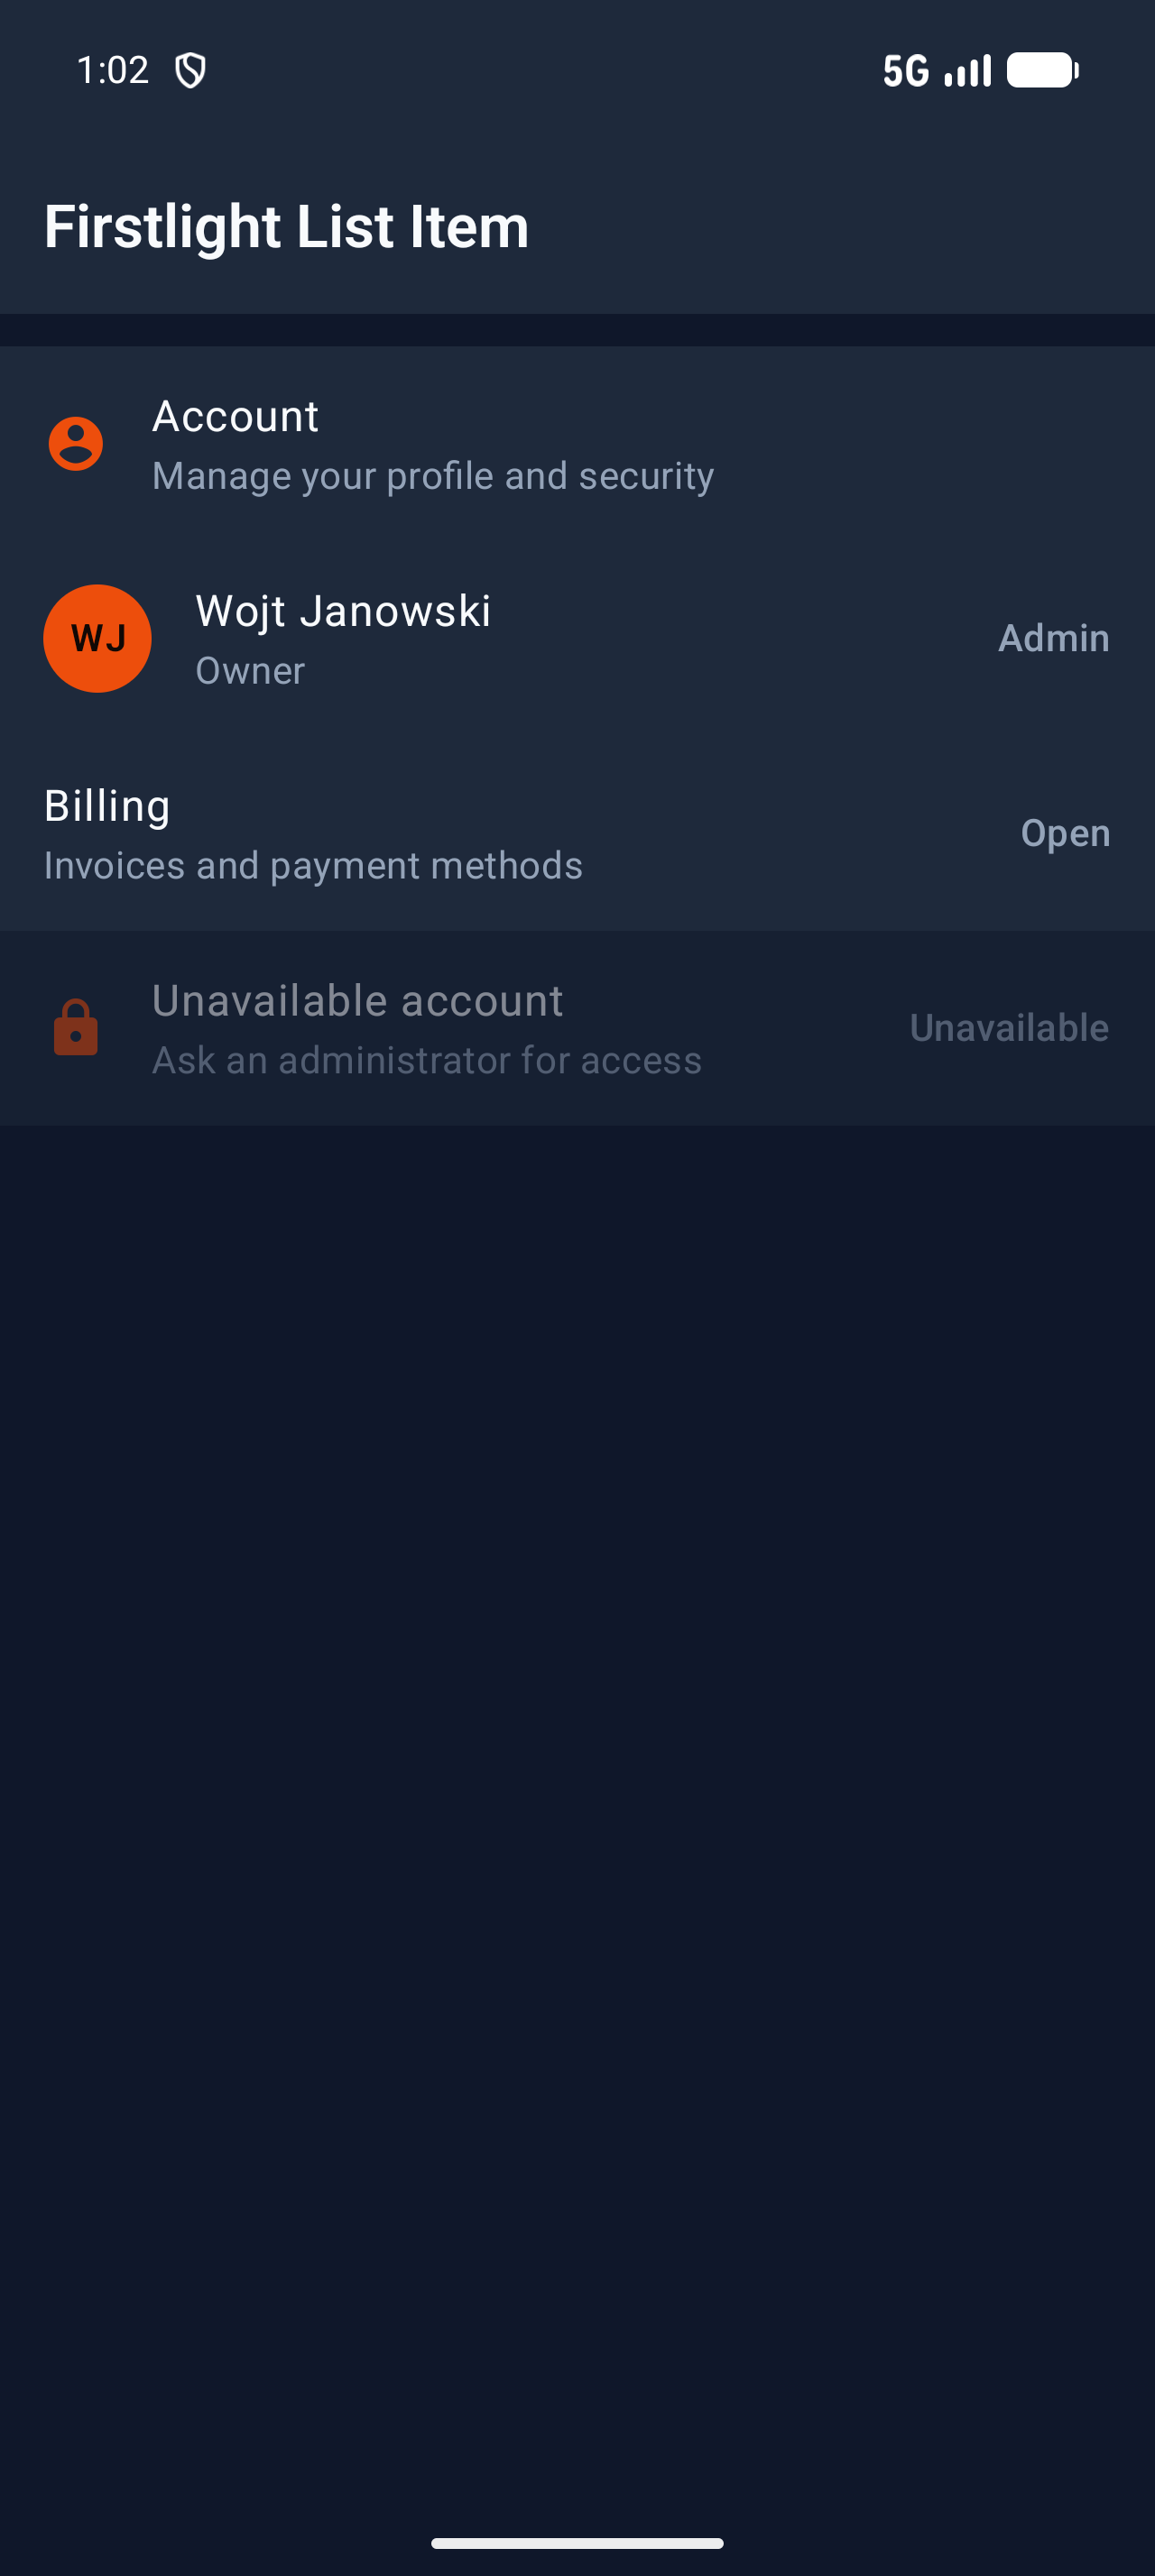 1:02 5G
Firstlight List Item
Account
Manage your profile and security
WJ
Wojt Janowski
Owner
Admin
Billing
Invoices and payment methods
Open
Unavailable account
Ask an administrator for access
Unavailable